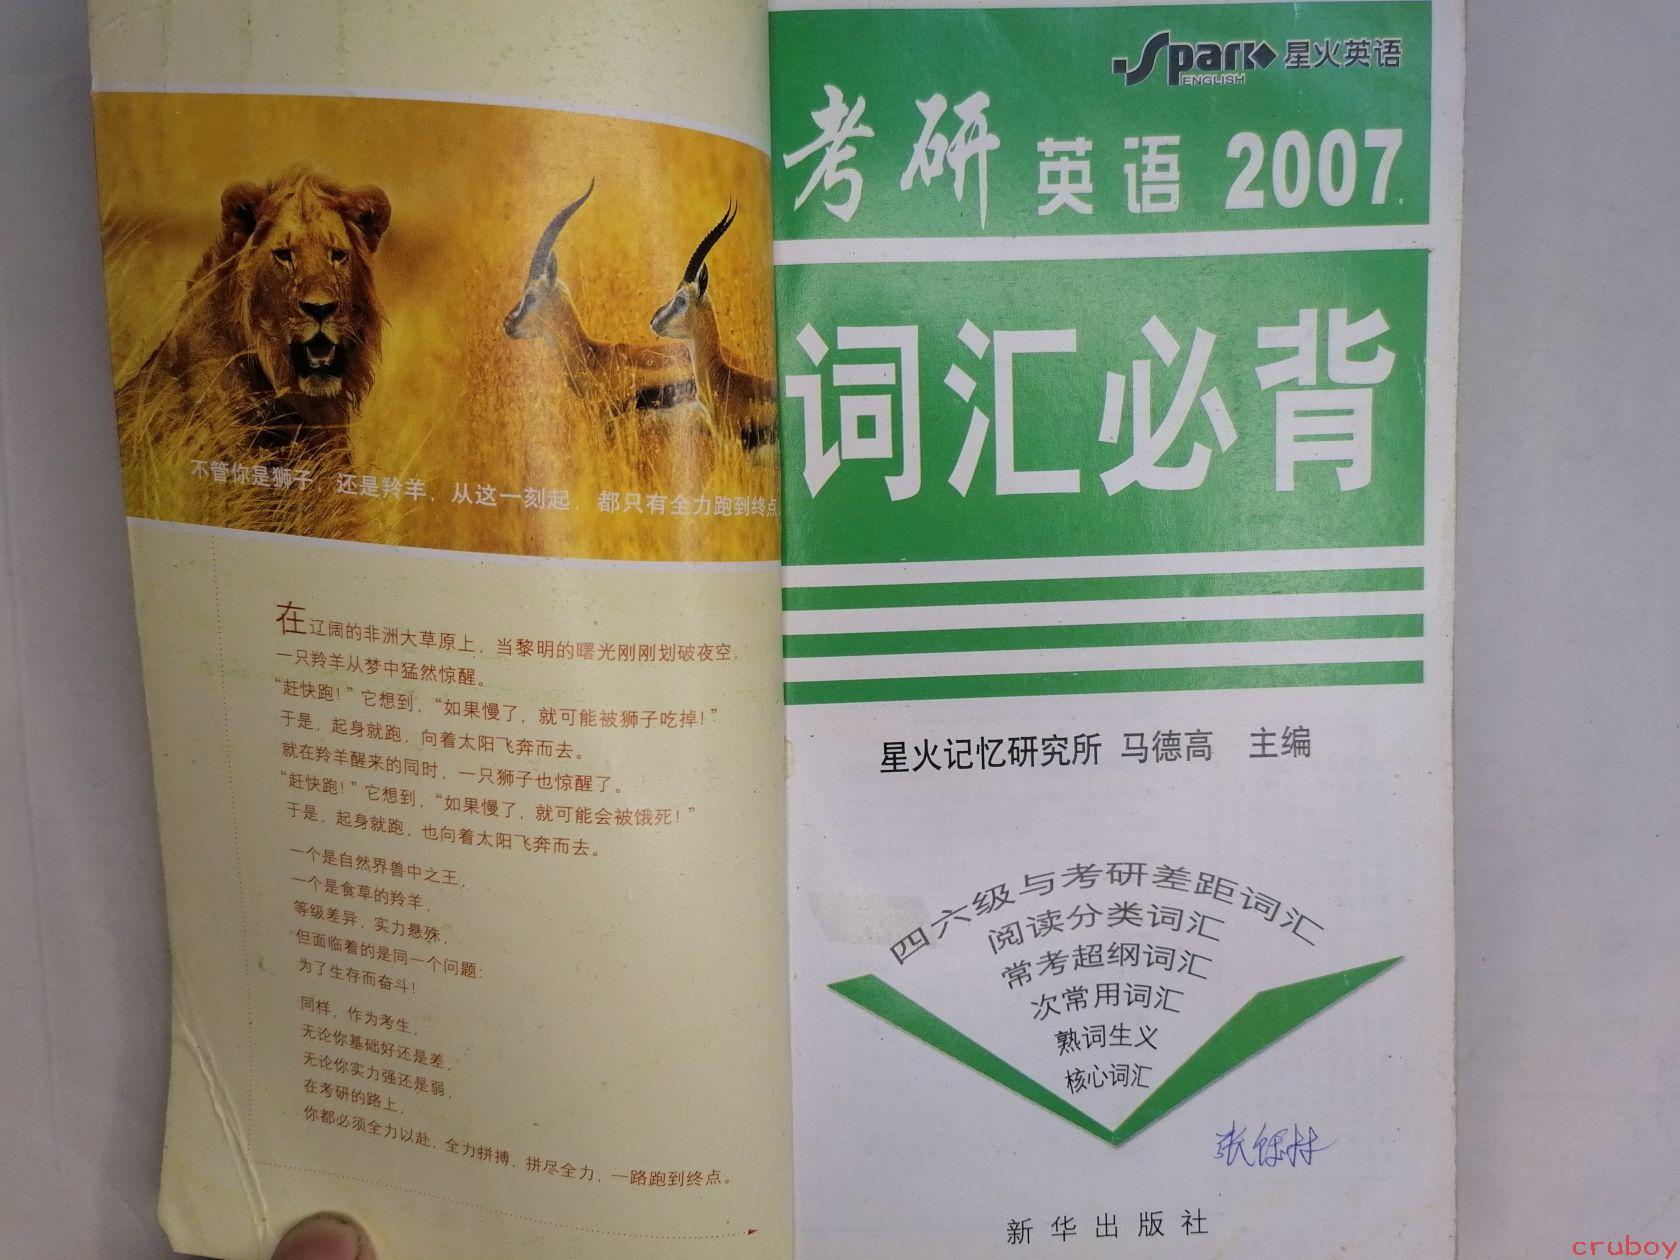 不管你是狮子，还是羚羊，从这一刻起，都只有全力跑到终点
在辽阔的非洲大草原上，当黎明的曙光刚刚划破夜空，
一只羚羊从梦中猛然惊醒。
“赶快跑！”它想到，“如果慢了，就可能被狮子吃掉！”
于是，起身就跑，向着太阳飞奔而去。
就在羚羊醒来的同时，一只狮子也惊醒了。
“赶快跑！”它想到，“如果慢了，就可能会被饿死！”
于是，起身就跑，也向着太阳飞奔而去。
一个是自然界兽中之王，
一个是食草的羚羊，
等级差异，实力悬殊，
但面临着的是同一个问题：
为了生存而奋斗！
同样，作为考生，
无论你基础好还是差，
无论你实力强还是弱，
在考研的路上，
你都必须全力以赴，全力拼搏，拼尽全力，一路跑到终点。
Spark 星火英语
ENGLISH
考研 英语 2007
词汇必背
星火记忆研究所 马德高 主编
四六级与考研差距词汇
阅读分类词汇
常考超纲词汇
次常用词汇
熟词生义
核心词汇
新华出版社
cruboy